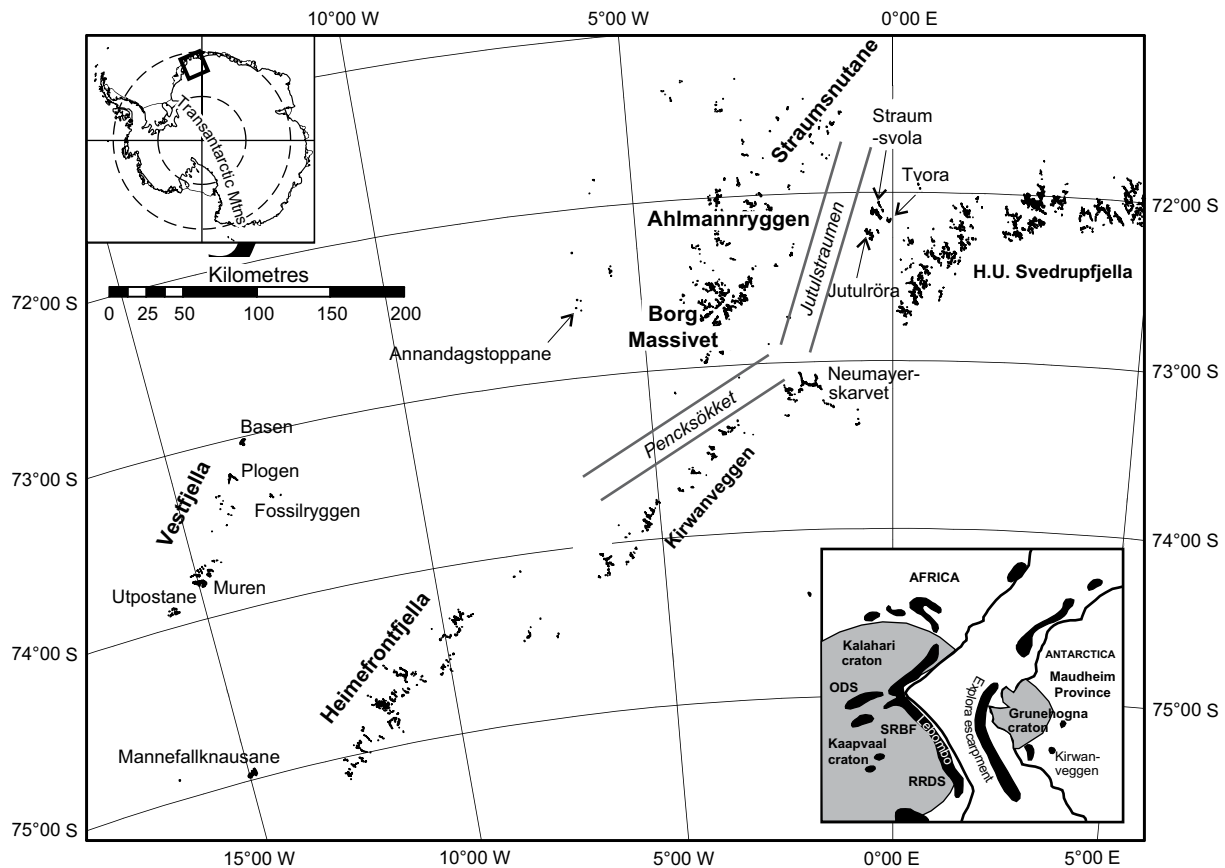 10°00 W
5°00 W
0°00 E
Transantarctic Mtns
Straumsnutane
Straum
-svola
Tvora
72°00 S
Ahlmannryggen
Jutulstraumen
H.U. Svedrupfjella
Kilometres
0 25 50 100 150 200
72°00 S
Jutulröra
Borg
Massivet
Annandagstoppane
73°00 S
Neumayer-
skarvet
Pencksökket
Basen
Plogen
Vestfjella
Fossilryggen
73°00 S
Kirwanveggen
74°00 S
Muren
Utpostane
Heimefrontfjella
74°00 S
Mannefallknausane
75°00 S
AFRICA
Kalahari
craton
ANTARCTICA
Maudheim
Province
ODS
Explora escarpment
Grunehogna
craton
SRBF
Lebombo
Kaapvaal
craton
Kirwan-
veggen
RRDS
75°00 S
15°00 W
10°00 W
5°00 W
0°00 E
5°00 E